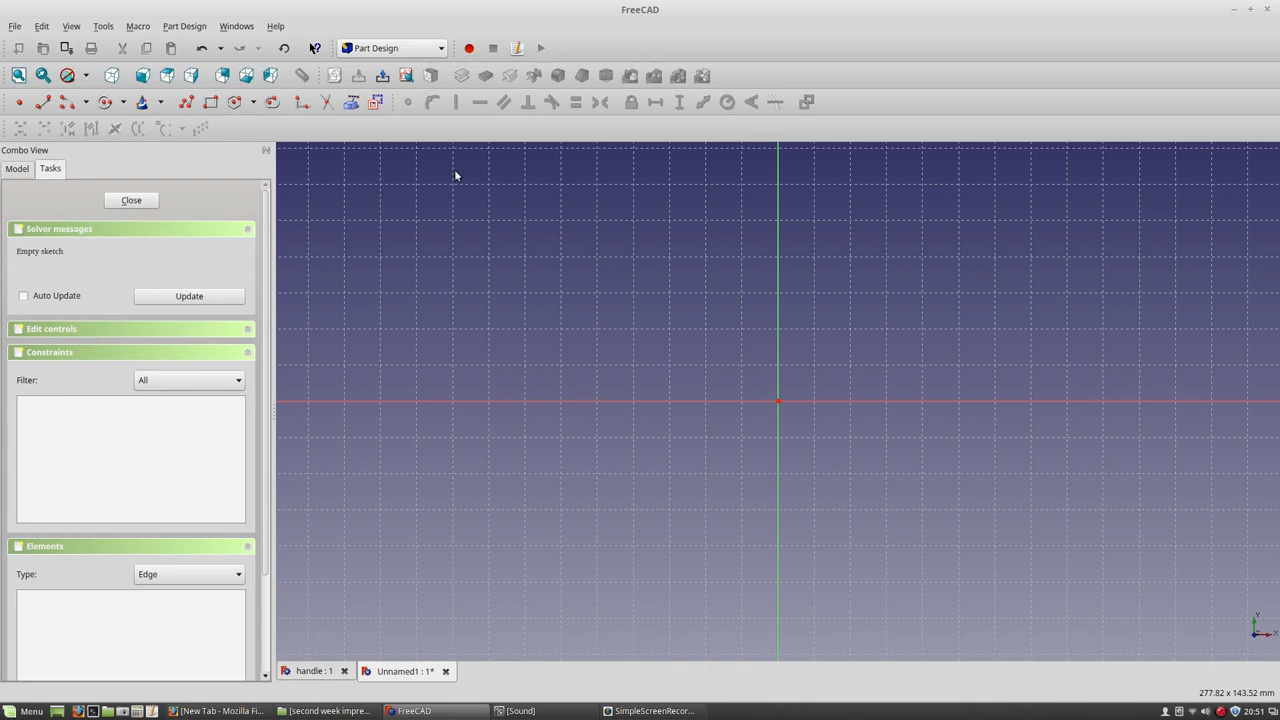 FreeCAD
File Edit View Tools Macro Part Design Windows Help
Part Design
Combo View
Model Tasks
Close
Solver messages
Empty sketch
Auto Update Update
Edit controls
Constraints
Filter: All
Elements
Type: Edge
Y
X
handle : 1 Unnamed1 : 1*
277.82 x 143.52 mm
Menu [New Tab - Mozilla Fi... [second week impre... FreeCAD [Sound] SimpleScreenRecor... 20:51